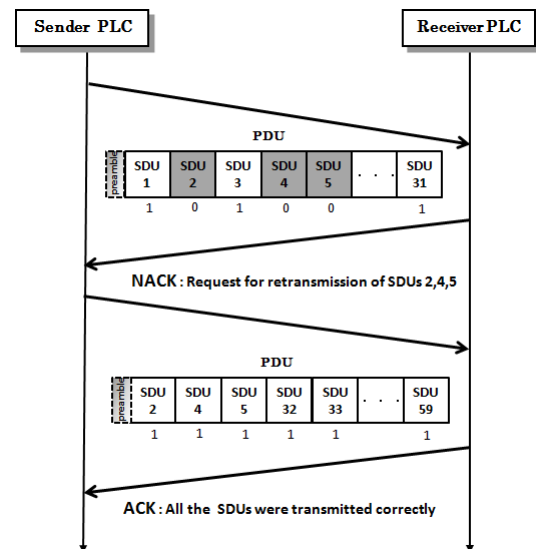 Sender PLC
Receiver PLC
PDU
preamble
SDU 1
SDU 2
SDU 3
SDU 4
SDU 5
. . .
SDU 31
1 0 1 0 0 1
NACK : Request for retransmission of SDUs 2,4,5
PDU
preamble
SDU 2
SDU 4
SDU 5
SDU 32
SDU 33
. . .
SDU 59
1 1 1 1 1 1
ACK : All the SDUs were transmitted correctly